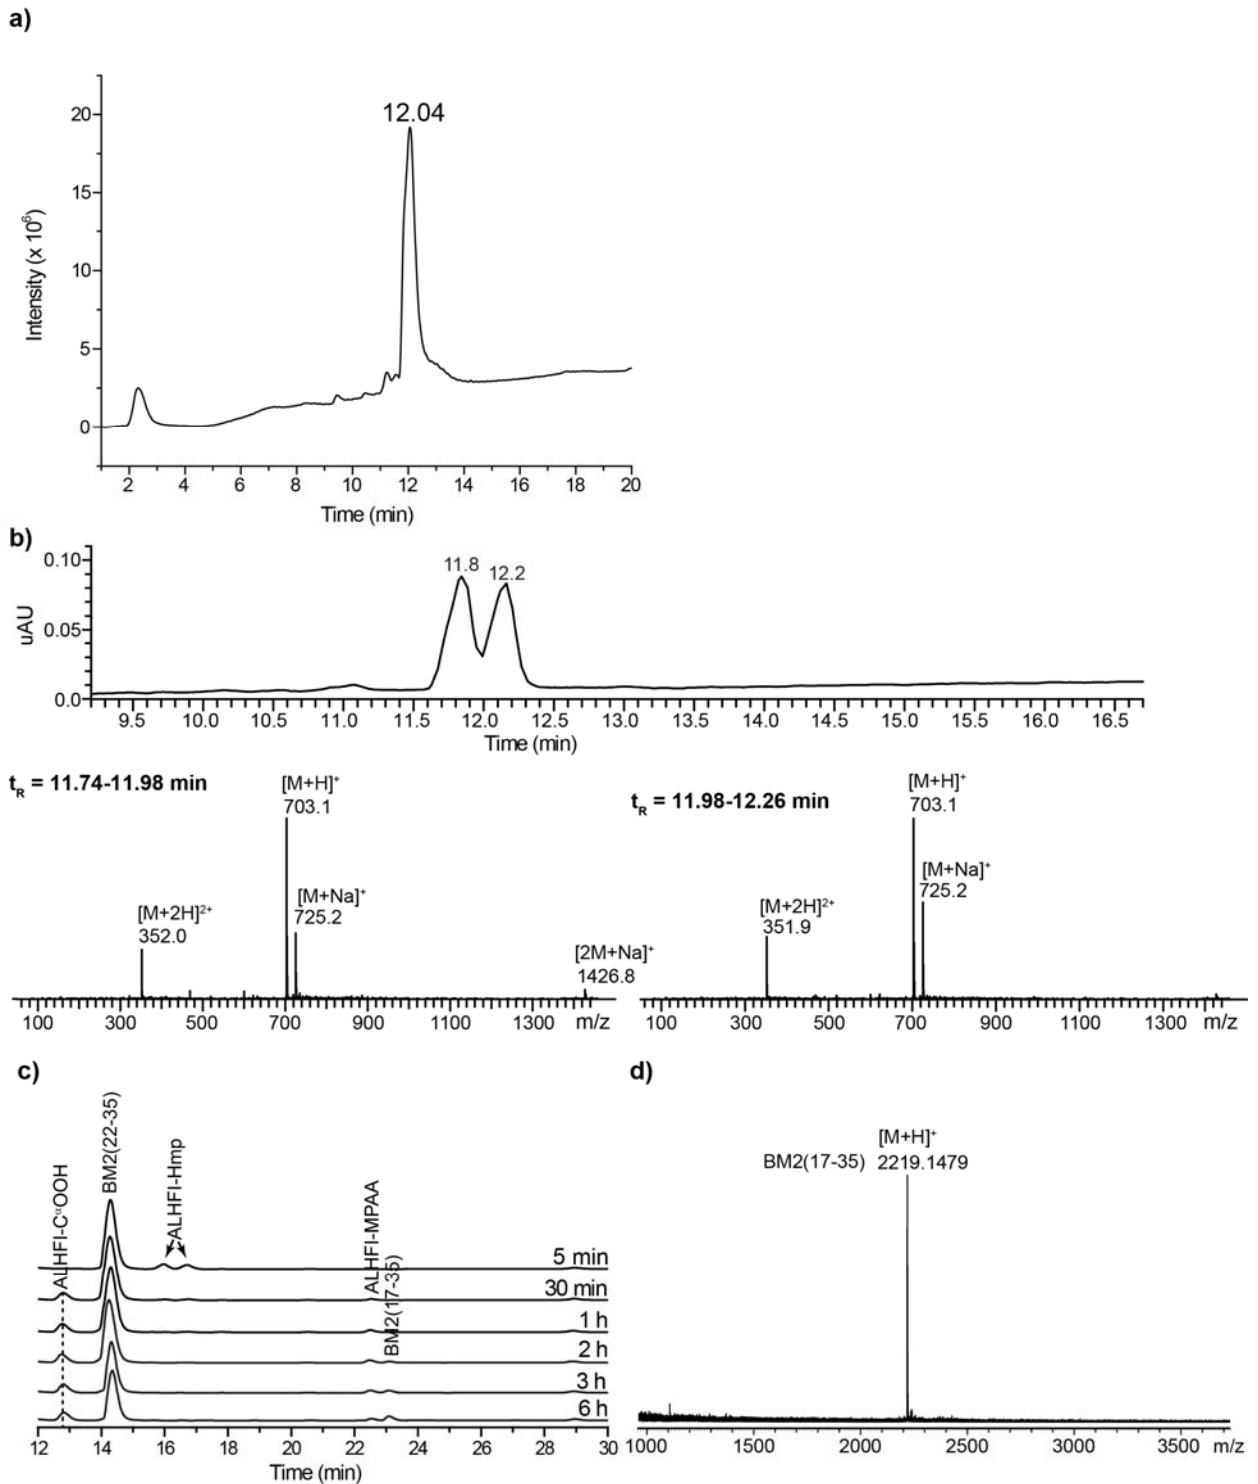 a)
12.04
Intensity (x 10⁶)
20
15
10
5
0
2 4 6 8 10 12 14 16 18 20
Time (min)
b)
0.10
0.05
0.0
uAU
11.8 12.2
9.5 10.0 10.5 11.0 11.5 12.0 12.5 13.0 13.5 14.0 14.5 15.0 15.5 16.0 16.5
Time (min)
t_R = 11.74-11.98 min
[M+H]⁺
703.1
[M+Na]⁺
725.2
[M+2H]²⁺
352.0
[2M+Na]⁺
1426.8
100 300 500 700 900 1100 1300 m/z
t_R = 11.98-12.26 min
[M+H]⁺
703.1
[M+Na]⁺
725.2
[M+2H]²⁺
351.9
100 300 500 700 900 1100 1300 m/z
c)
ALHFI-CᵅOOH
BM2(22-35)
ALHFI-Hmp
ALHFI-MPAA
BM2(17-35)
5 min
30 min
1 h
2 h
3 h
6 h
12 14 16 18 20 22 24 26 28 30
Time (min)
d)
[M+H]⁺
BM2(17-35) 2219.1479
1000 1500 2000 2500 3000 3500 m/z